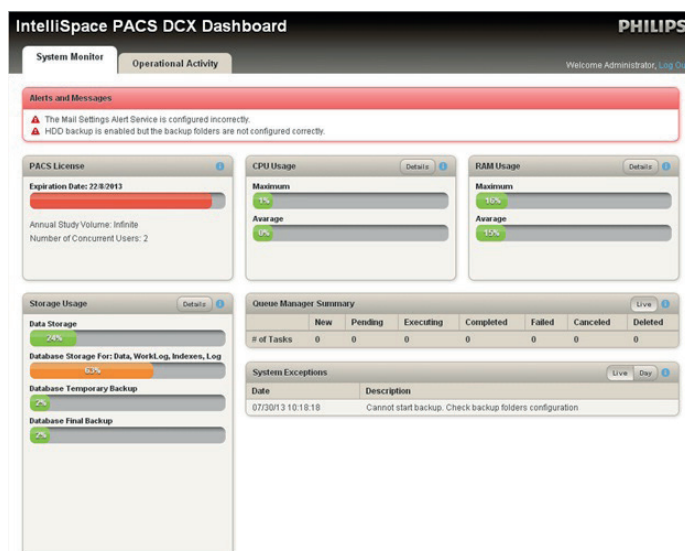 IntelliSpace PACS DCX Dashboard
PHILIPS
System Monitor
Operational Activity
Welcome Administrator, Log Ou
Alerts and Messages
The Mail Settings Alert Service is configured incorrectly.
HDD backup is enabled but the backup folders are not configured correctly.
PACS License
Expiration Date: 22/8/2013
Annual Study Volume: Infinite
Number of Concurrent Users: 2
CPU Usage
Details
Maximum
1%
Avarage
0%
RAM Usage
Details
Maximum
16%
Avarage
15%
Storage Usage
Details
Data Storage
24%
Database Storage For: Data, WorkLog, Indexes, Log
63%
Database Temporary Backup
2%
Database Final Backup
2%
Queue Manager Summary
Live
New Pending Executing Completed Failed Canceled Deleted
# of Tasks 0 0 0 0 0 0 0
System Exceptions
Live Day
Date Description
07/30/13 10:18:18 Cannot start backup. Check backup folders configuration